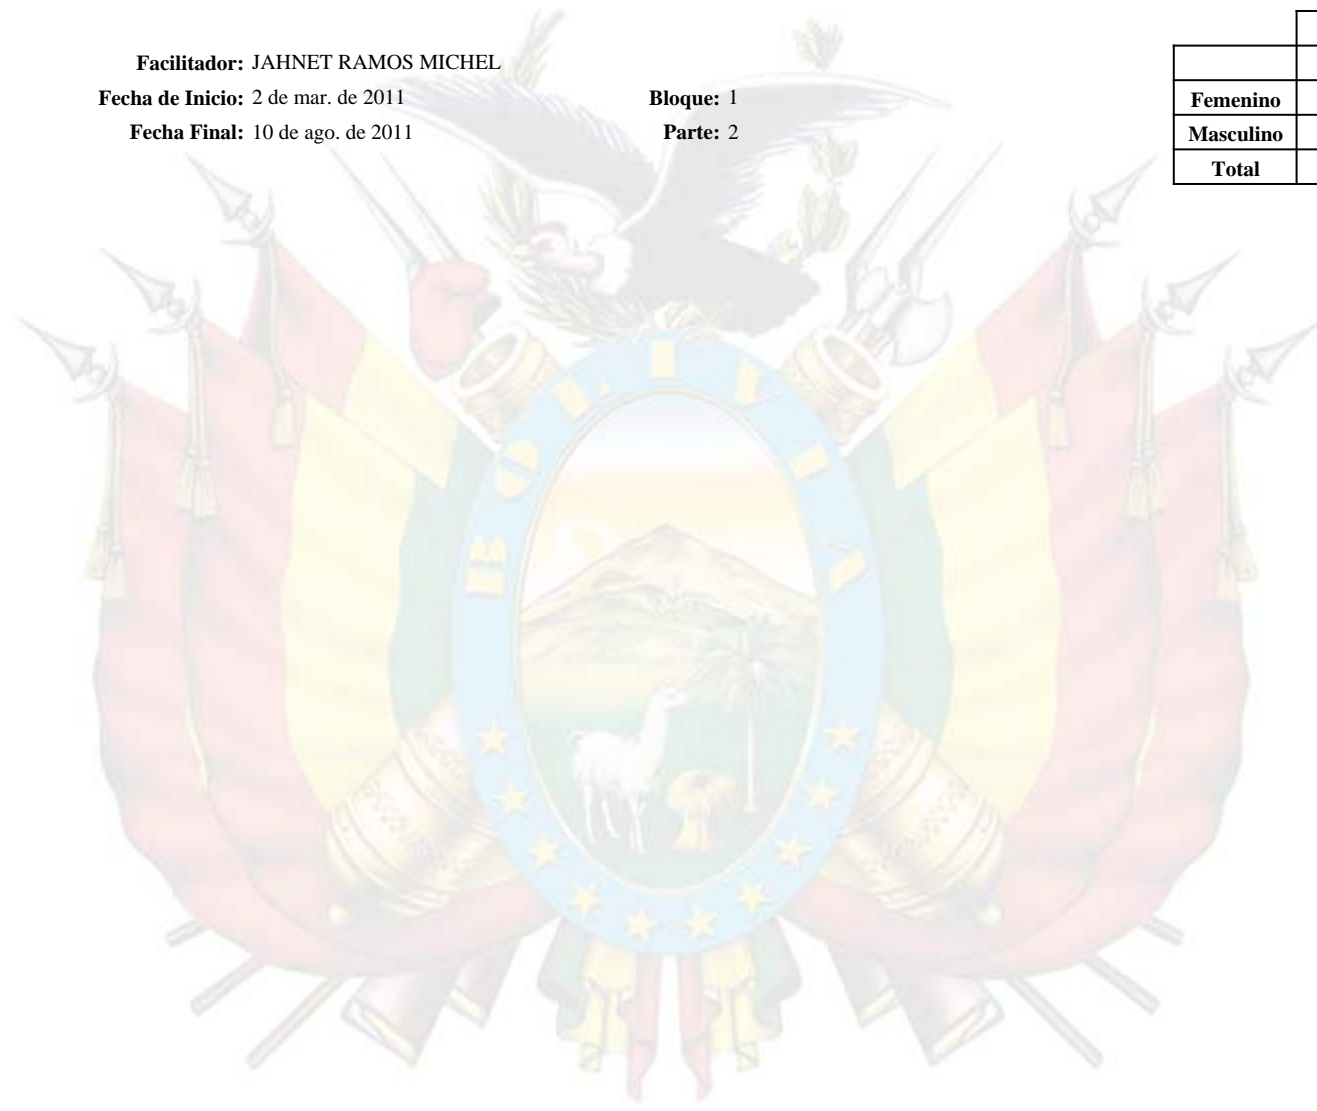 Facilitador: JAHNET RAMOS MICHEL
Fecha de Inicio: 2 de mar. de 2011 Bloque: 1
Fecha Final: 10 de ago. de 2011 Parte: 2
Femenino
Masculino
Total
BOLIVIA